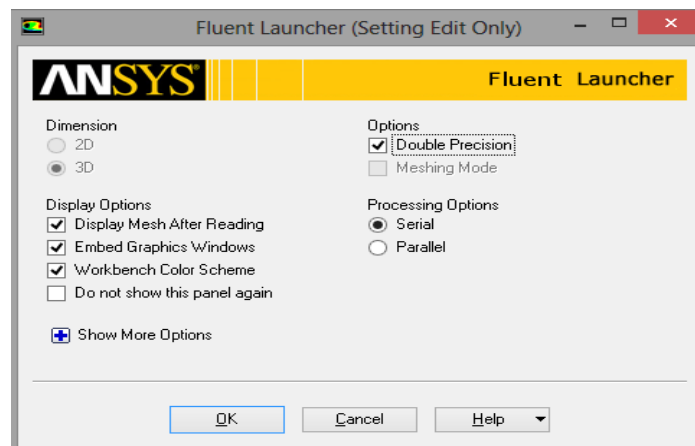 Fluent Launcher (Setting Edit Only)
ANSYS®
Fluent Launcher
Dimension
2D
3D
Options
Double Precision
Meshing Mode
Display Options
Display Mesh After Reading
Embed Graphics Windows
Workbench Color Scheme
Do not show this panel again
Processing Options
Serial
Parallel
Show More Options
OK
Cancel
Help